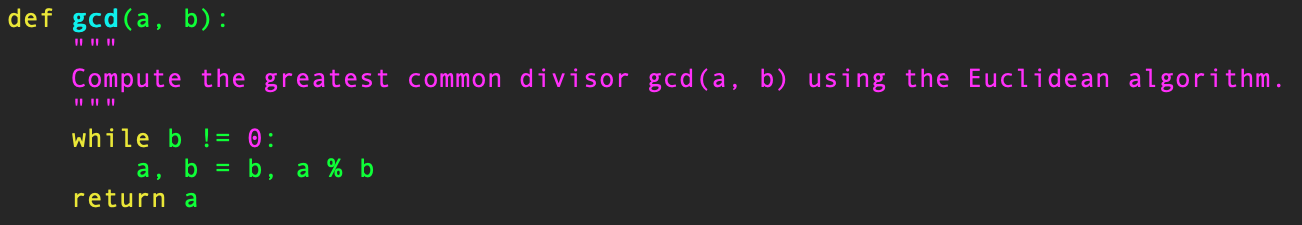 def gcd(a, b):
    """
    Compute the greatest common divisor gcd(a, b) using the Euclidean algorithm.
    """
    while b != 0:
        a, b = b, a % b
    return a